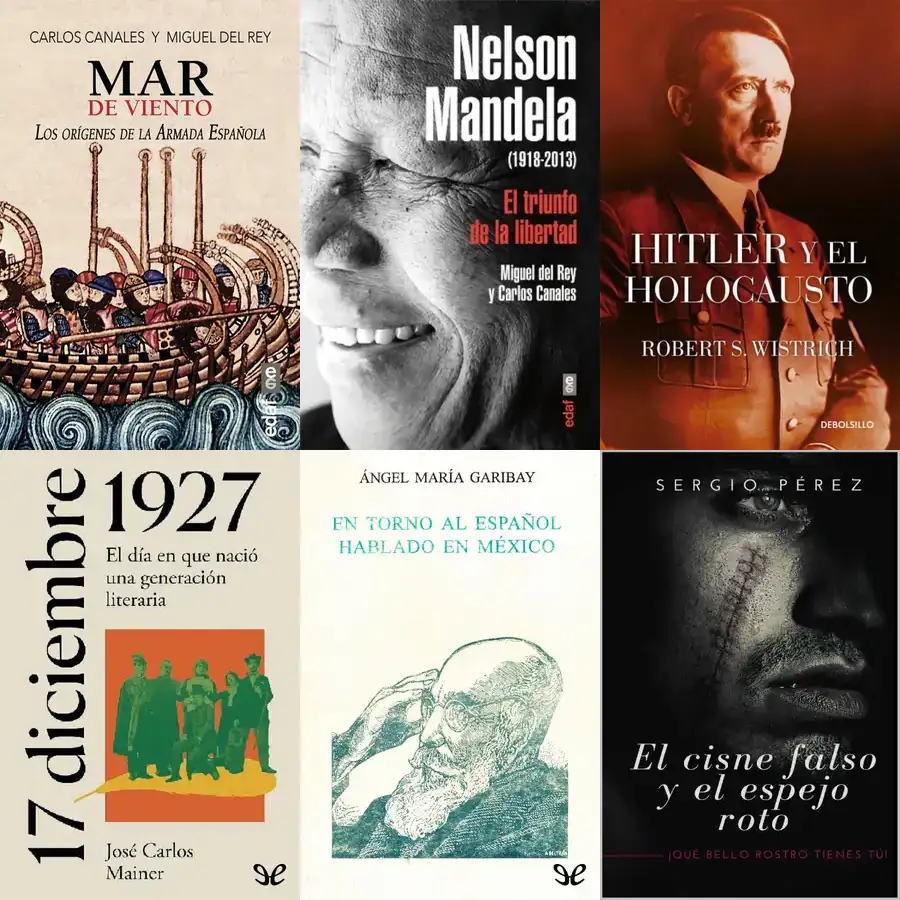 CARLOS CANALES Y MIGUEL DEL REY
MAR
DE VIENTO
LOS ORÍGENES DE LA ARMADA ESPAÑOLA
edaf
Nelson
Mandela
(1918-2013)
El triunfo
de la libertad
Miguel del Rey
y Carlos Canales
edaf
HITLER Y EL
HOLOCAUSTO
ROBERT S. WISTRICH
DEBOLS!LLO
17 diciembre
1927
El día en que nació
una generación
literaria
José Carlos
Mainer
ÁNGEL MARÍA GARIBAY
EN TORNO AL ESPAÑOL
HABLADO EN MÉXICO
SERGIO PÉREZ
El cisne falso
y el espejo
roto
¡QUÉ BELLO ROSTRO TIENES TÚ!